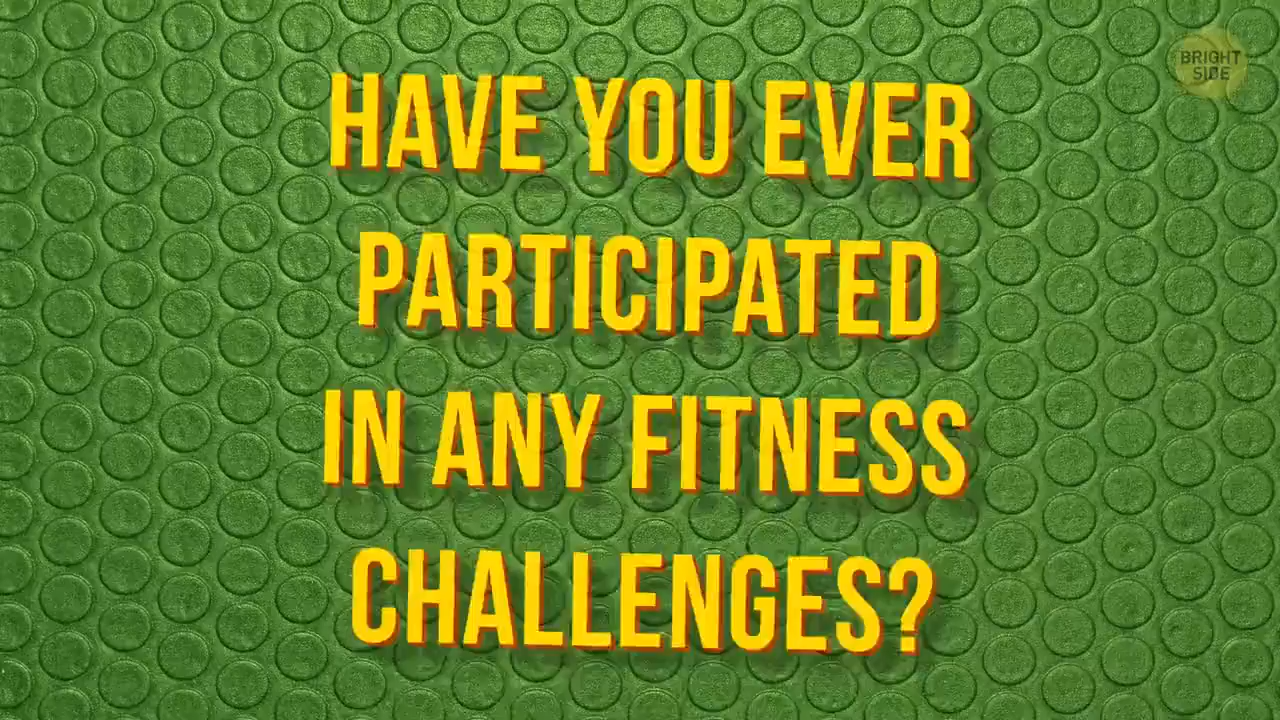 HAVE YOU EVER
PARTICIPATED
IN ANY FITNESS
CHALLENGES?
BRIGHT
SIDE